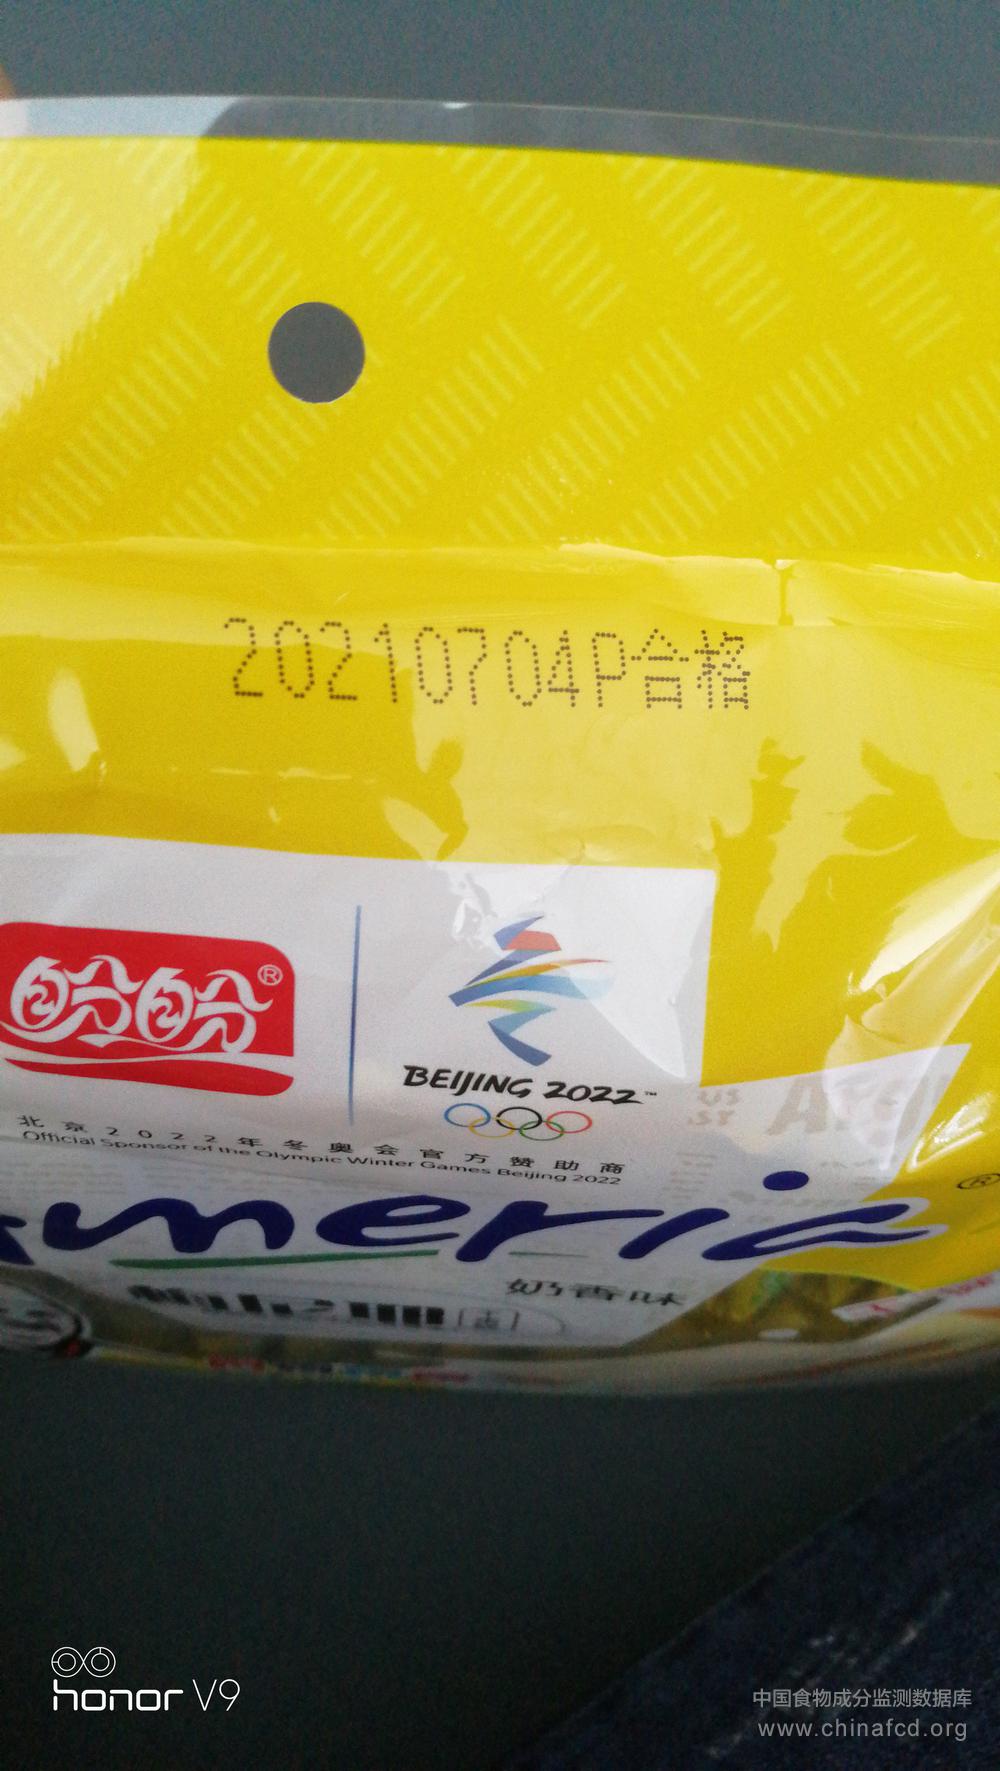 20210704P合格
盼盼®
BEIJING 2022™
北京2022年冬奥会官方赞助商
Official Sponsor of the Olympic Winter Games Beijing 2022
meria®
奶香味
honor V9
中国食物成分监测数据库
www.chinafcd.org